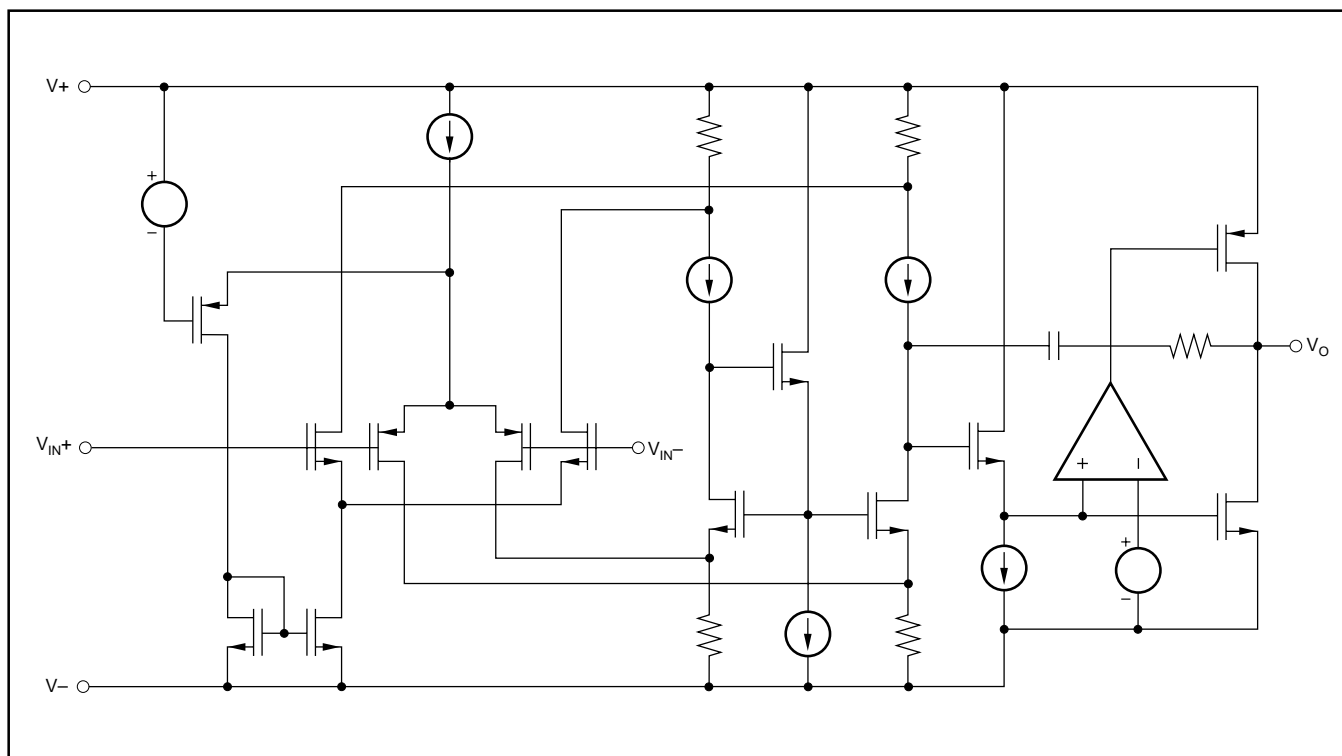 V+
+
–
V_IN+
V_IN–
V_O
+
–
+
–
V–